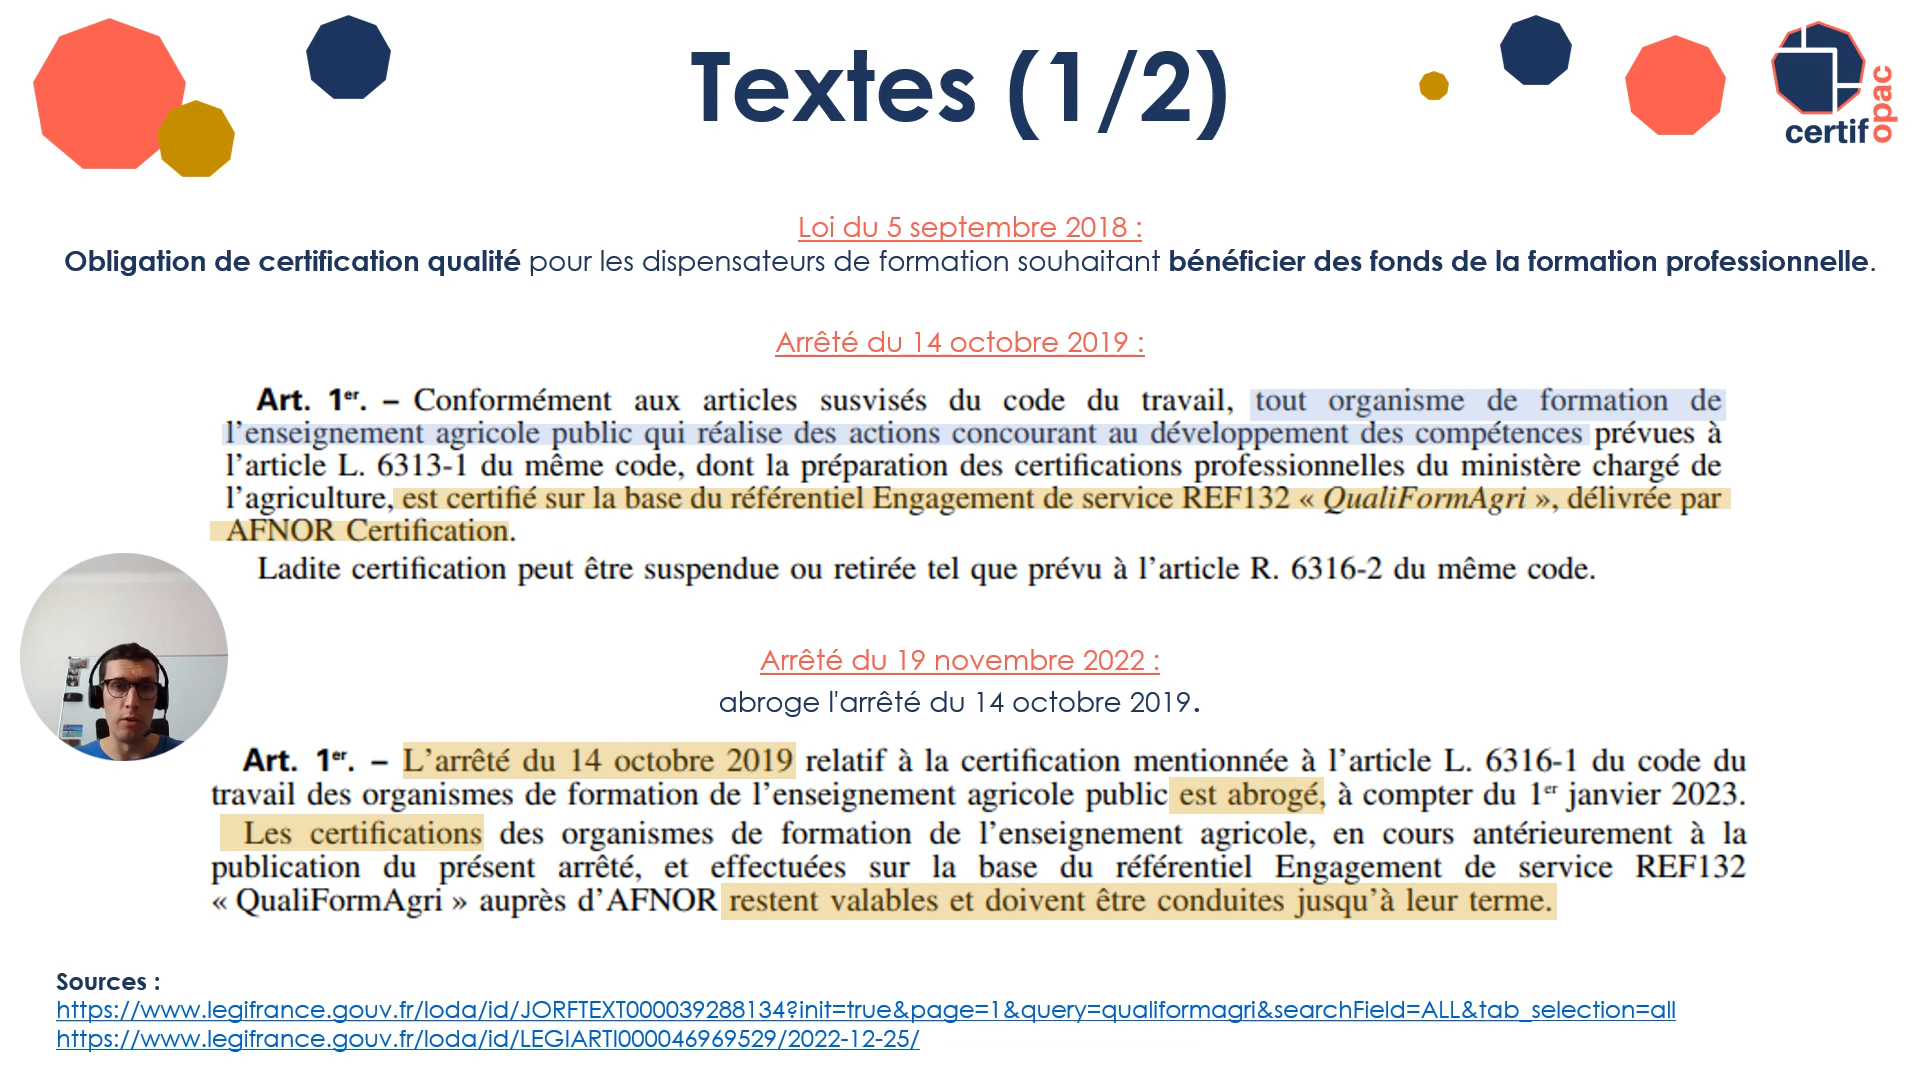 Textes (1/2)
certif opac
Loi du 5 septembre 2018 :
Obligation de certification qualité pour les dispensateurs de formation souhaitant bénéficier des fonds de la formation professionnelle.
Arrêté du 14 octobre 2019 :
Art. 1er. – Conformément aux articles susvisés du code du travail, tout organisme de formation de
l’enseignement agricole public qui réalise des actions concourant au développement des compétences prévues à
l’article L. 6313-1 du même code, dont la préparation des certifications professionnelles du ministère chargé de
l’agriculture, est certifié sur la base du référentiel Engagement de service REF132 « QualiFormAgri », délivrée par
AFNOR Certification.
Ladite certification peut être suspendue ou retirée tel que prévu à l’article R. 6316-2 du même code.
Arrêté du 19 novembre 2022 :
abroge l'arrêté du 14 octobre 2019.
Art. 1er. – L’arrêté du 14 octobre 2019 relatif à la certification mentionnée à l’article L. 6316-1 du code du
travail des organismes de formation de l’enseignement agricole public est abrogé, à compter du 1er janvier 2023.
Les certifications des organismes de formation de l’enseignement agricole, en cours antérieurement à la
publication du présent arrêté, et effectuées sur la base du référentiel Engagement de service REF132
« QualiFormAgri » auprès d’AFNOR restent valables et doivent être conduites jusqu’à leur terme.
Sources :
https://www.legifrance.gouv.fr/loda/id/JORFTEXT000039288134?init=true&page=1&query=qualiformagri&searchField=ALL&tab_selection=all
https://www.legifrance.gouv.fr/loda/id/LEGIARTI000046969529/2022-12-25/